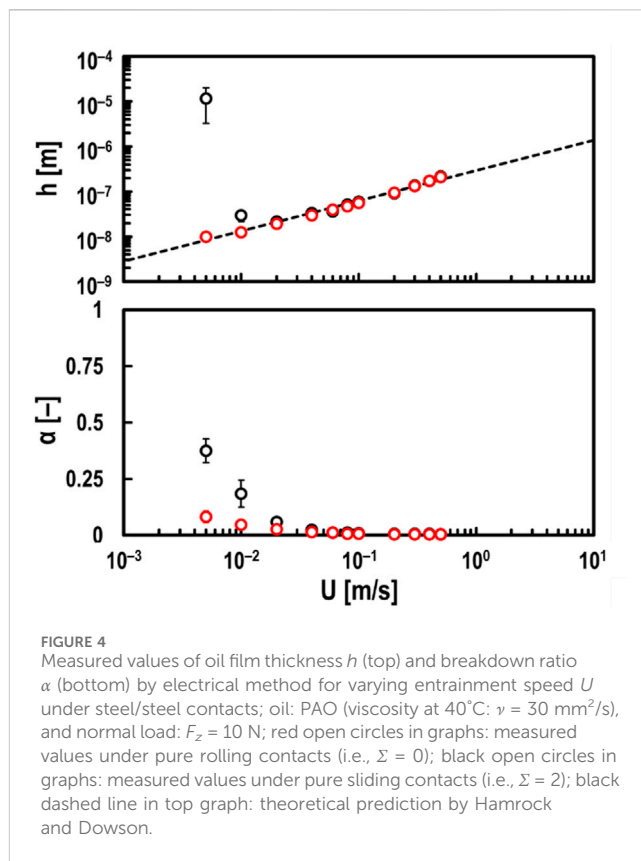 10⁻⁴
10⁻⁵
10⁻⁶
10⁻⁷
10⁻⁸
10⁻⁹
h [m]
1
0.75
0.5
0.25
0
α [−]
10⁻³ 10⁻² 10⁻¹ 10⁰ 10¹
U [m/s]
FIGURE 4
Measured values of oil film thickness h (top) and breakdown ratio
α (bottom) by electrical method for varying entrainment speed U
under steel/steel contacts; oil: PAO (viscosity at 40°C: ν = 30 mm²/s),
and normal load: F_z = 10 N; red open circles in graphs: measured
values under pure rolling contacts (i.e., Σ = 0); black open circles in
graphs: measured values under pure sliding contacts (i.e., Σ = 2); black
dashed line in top graph: theoretical prediction by Hamrock
and Dowson.